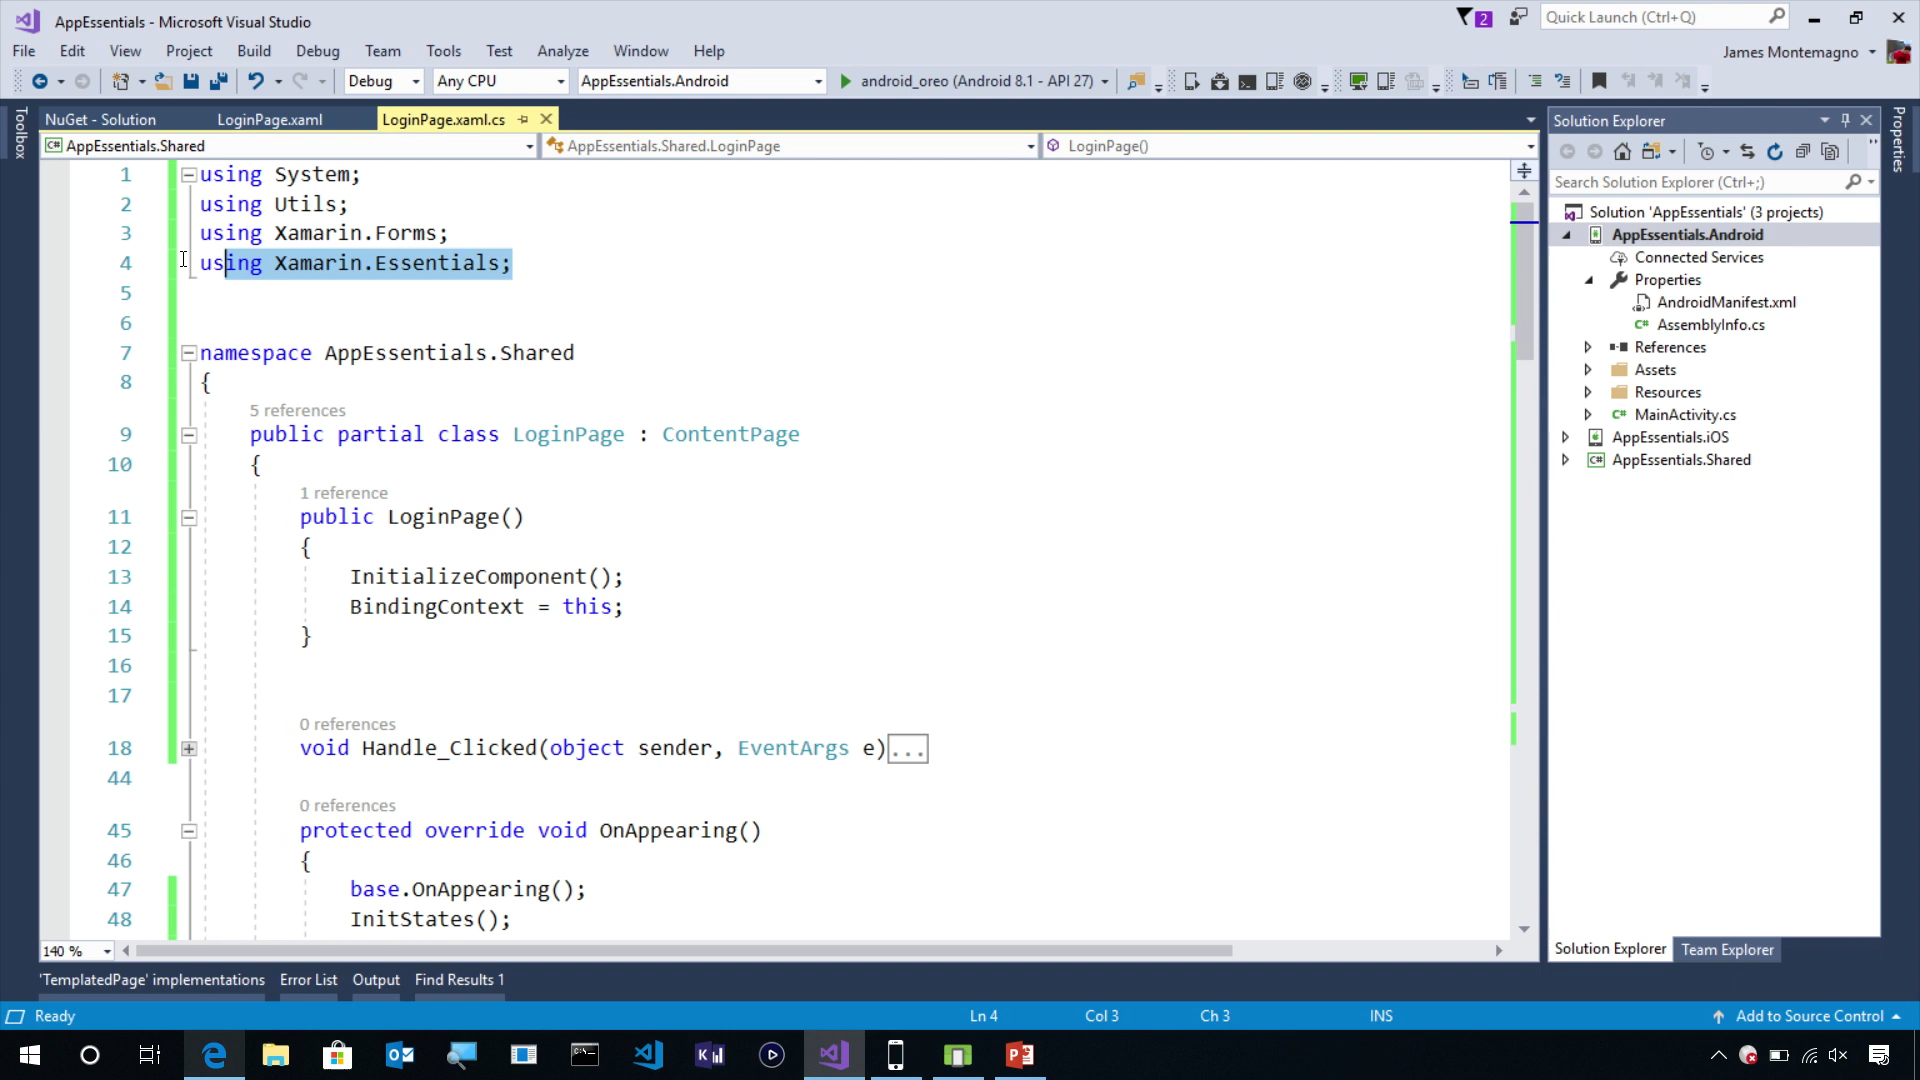 AppEssentials - Microsoft Visual Studio
2
Quick Launch (Ctrl+Q)
File Edit View Project Build Debug Team Tools Test Analyze Window Help
James Montemagno
Debug Any CPU AppEssentials.Android android_oreo (Android 8.1 - API 27)
Toolbox
NuGet - Solution LoginPage.xaml LoginPage.xaml.cs
AppEssentials.Shared AppEssentials.Shared.LoginPage LoginPage()
1 using System;
2 using Utils;
3 using Xamarin.Forms;
4 using Xamarin.Essentials;
5
6
7 namespace AppEssentials.Shared
8 {
5 references
9 public partial class LoginPage : ContentPage
10 {
1 reference
11 public LoginPage()
12 {
13 InitializeComponent();
14 BindingContext = this;
15 }
16
17
0 references
18 void Handle_Clicked(object sender, EventArgs e)...
44
0 references
45 protected override void OnAppearing()
46 {
47 base.OnAppearing();
48 InitStates();
140 %
Solution Explorer
Search Solution Explorer (Ctrl+;)
Solution 'AppEssentials' (3 projects)
AppEssentials.Android
Connected Services
Properties
AndroidManifest.xml
C# AssemblyInfo.cs
References
Assets
Resources
C# MainActivity.cs
AppEssentials.iOS
C# AppEssentials.Shared
Solution Explorer Team Explorer
Properties
'TemplatedPage' implementations Error List Output Find Results 1
Ready Ln 4 Col 3 Ch 3 INS Add to Source Control